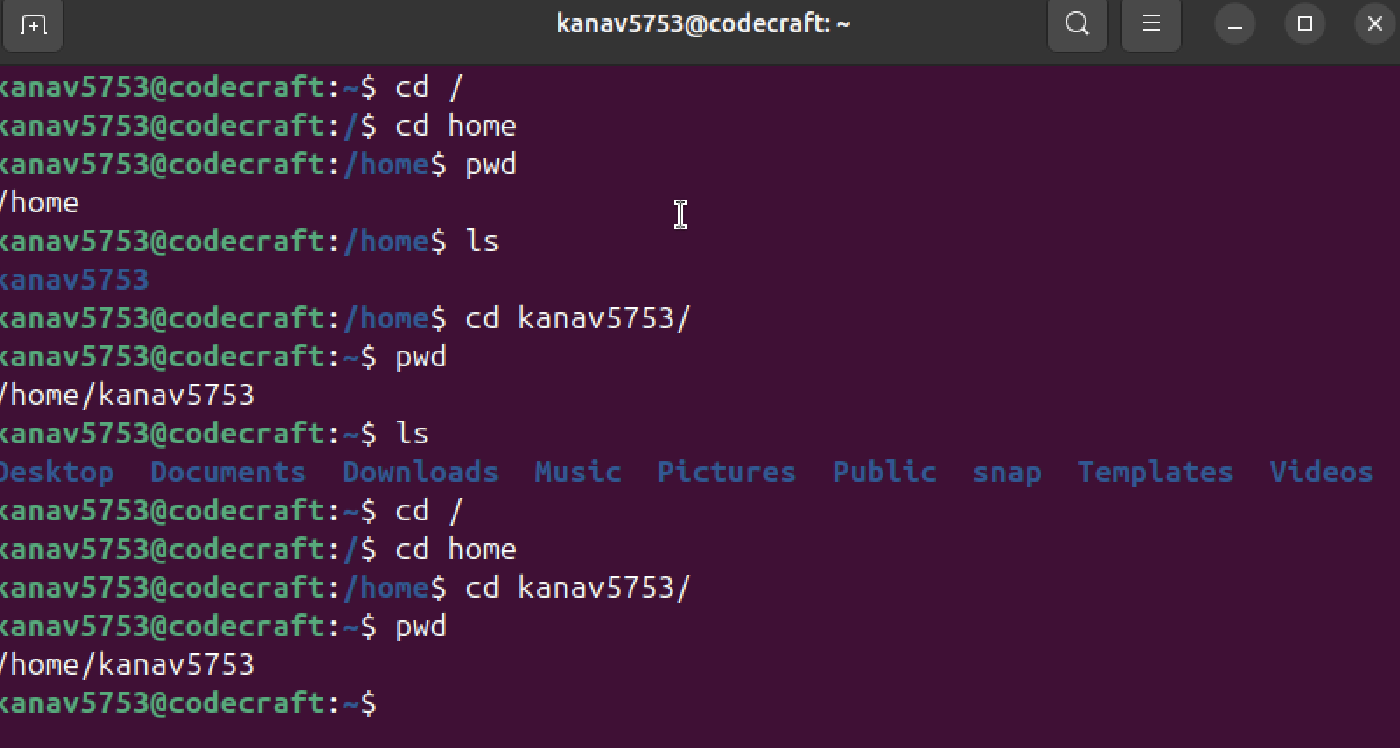 kanav5753@codecraft: ~
kanav5753@codecraft:~$ cd /
kanav5753@codecraft:/$ cd home
kanav5753@codecraft:/home$ pwd
/home
kanav5753@codecraft:/home$ ls
kanav5753
kanav5753@codecraft:/home$ cd kanav5753/
kanav5753@codecraft:~$ pwd
/home/kanav5753
kanav5753@codecraft:~$ ls
Desktop  Documents  Downloads  Music  Pictures  Public  snap  Templates  Videos
kanav5753@codecraft:~$ cd /
kanav5753@codecraft:/$ cd home
kanav5753@codecraft:/home$ cd kanav5753/
kanav5753@codecraft:~$ pwd
/home/kanav5753
kanav5753@codecraft:~$